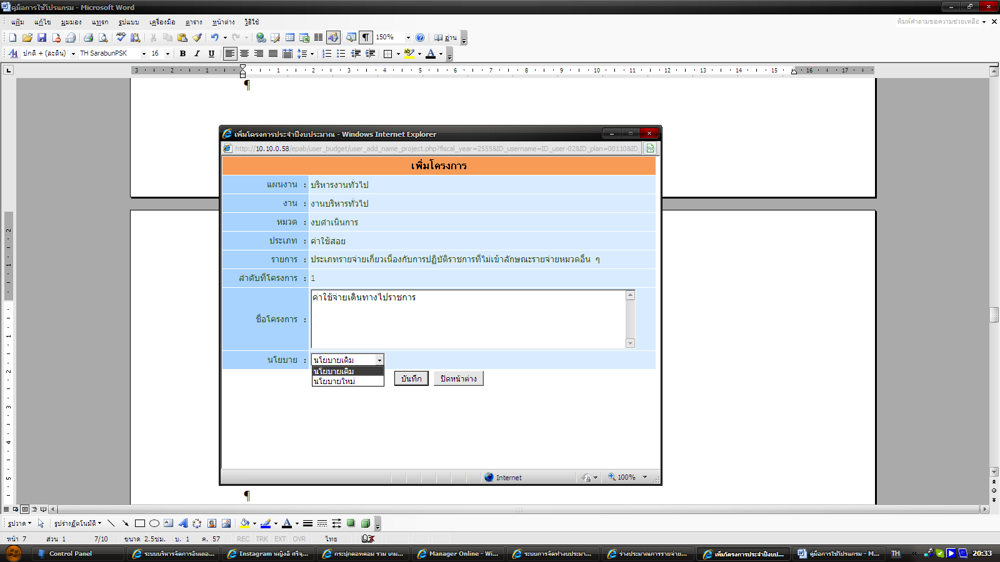 คู่มือการใช้โปรแกรม - Microsoft Word
แฟ้ม แก้ไข มุมมอง แทรก รูปแบบ เครื่องมือ ตาราง หน้าต่าง วิธีใช้ พิมพ์คำถามขอความช่วยเหลือ
150% อ่าน
ปกติ + (ละติน) TH SarabunPSK 16 B I U
3 2 1 1 2 3 4 5 6 7 8 9 10 11 12 13 14 15 16 17
¶
เพิ่มโครงการประจำปีงบประมาณ - Windows Internet Explorer
http://10.10.0.58/epab/user_budget/user_add_name_project.php?fiscal_year=2555&ID_username=ID_user-02&ID_plan=00110&ID_
เพิ่มโครงการ
แผนงาน : บริหารงานทั่วไป
งาน : งานบริหารทั่วไป
หมวด : งบดำเนินการ
ประเภท : ค่าใช้สอย
รายการ : ประเภทรายจ่ายเกี่ยวเนื่องกับการปฏิบัติราชการที่ไม่เข้าลักษณะรายจ่ายหมวดอื่น ๆ
ลำดับที่โครงการ : 1
ชื่อโครงการ : ค่าใช้จ่ายเดินทางไปราชการ
นโยบาย : นโยบายเดิม
นโยบายเดิม
นโยบายใหม่
บันทึก ปิดหน้าต่าง
Internet 100%
¶
รูปวาด รูปร่างอัตโนมัติ
หน้า 7 ส่วน 1 7/10 ขนาด 2.5ซม. บ. 1 ค. 57 REC TRK EXT OVR ไทย
Control Panel ระบบบริหารจัดการอินเตอ... Instagram หญิงลี ศรีจุ... กระปุกดอทคอม รวม เกม... Manager Online - Wi... ระบบการจัดทำงบประมา... ร่างประมาณการรายจ่าย... เพิ่มโครงการประจำปีงบป... คู่มือการใช้โปรแกรม - M... TH 20:33